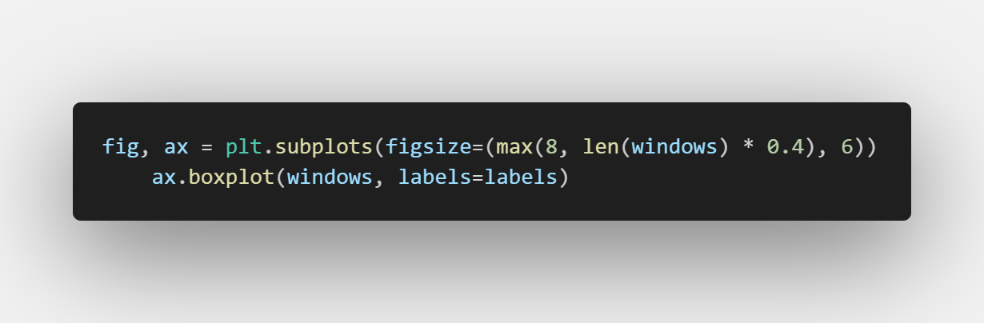 fig, ax = plt.subplots(figsize=(max(8, len(windows) * 0.4), 6))
    ax.boxplot(windows, labels=labels)